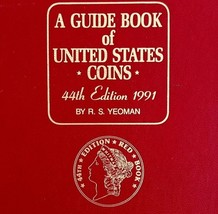 A GUIDE BOOK
of
UNITED STATES
• COINS •
44th Edition 1991
BY R. S. YEOMAN
44TH • EDITION • RED • BOOK